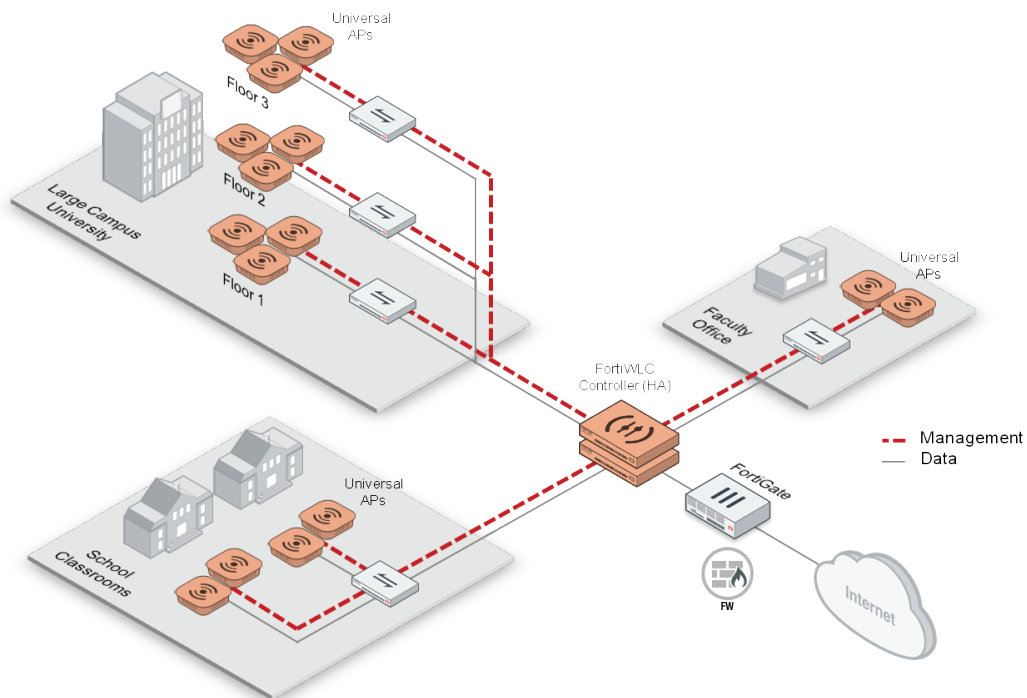 Universal
APs
Floor 3
Floor 2
Large Campus
University
Floor 1
Universal
APs
Faculty
Office
FortiWLC
Controller (HA)
Management
Data
FortiGate
Universal
APs
School
Classrooms
FW
Internet